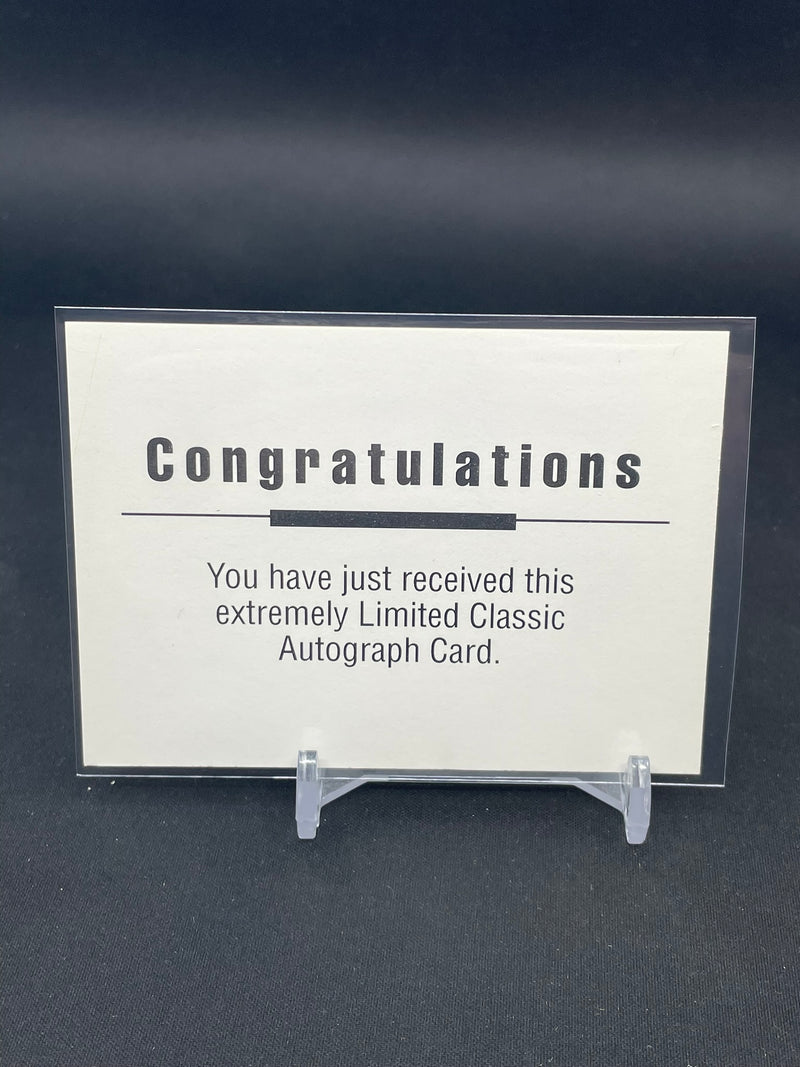 Congratulations
You have just received this
extremely Limited Classic
Autograph Card.